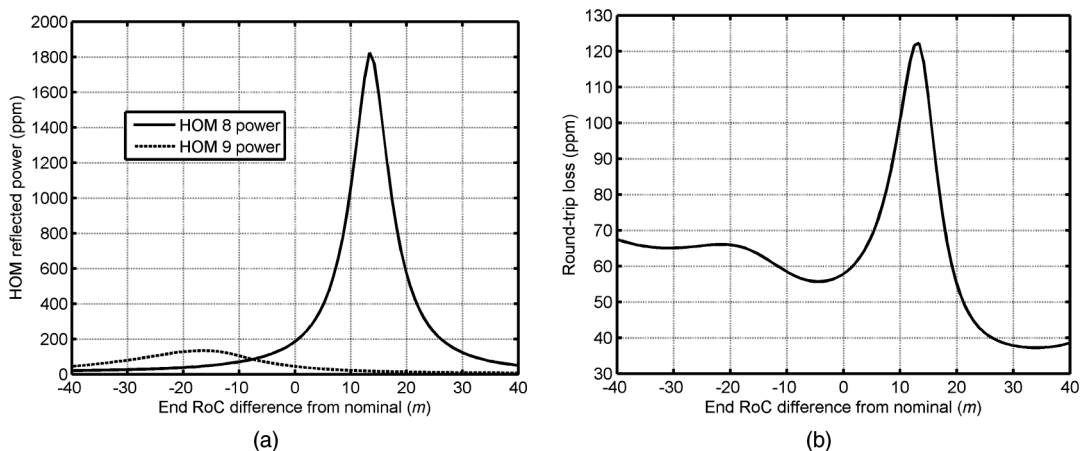 2000
1800
1600
1400
1200
1000
800
600
400
200
0
HOM reflected power (ppm)
HOM 8 power
HOM 9 power
-40 -30 -20 -10 0 10 20 30 40
End RoC difference from nominal (m)
(a)
130
120
110
100
90
80
70
60
50
40
30
Round-trip loss (ppm)
-40 -30 -20 -10 0 10 20 30 40
End RoC difference from nominal (m)
(b)